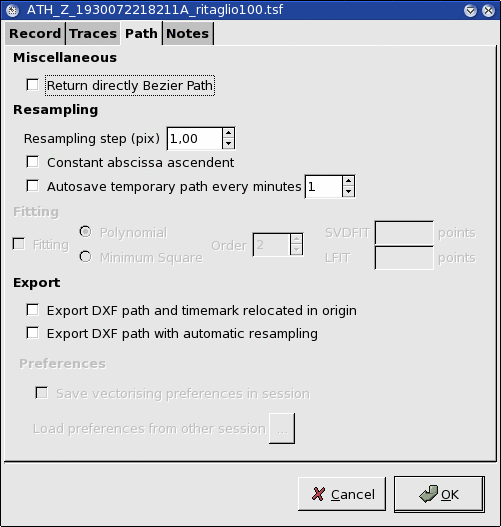 ATH_Z_1930072218211A_ritaglio100.tsf
Record Traces Path Notes
Miscellaneous
Return directly Bezier Path
Resampling
Resampling step (pix) 1,00
Constant abscissa ascendent
Autosave temporary path every minutes 1
Fitting
Fitting Polynomial Order 2 SVDFIT points
Minimum Square LFIT points
Export
Export DXF path and timemark relocated in origin
Export DXF path with automatic resampling
Preferences
Save vectorising preferences in session
Load preferences from other session ...
Cancel OK